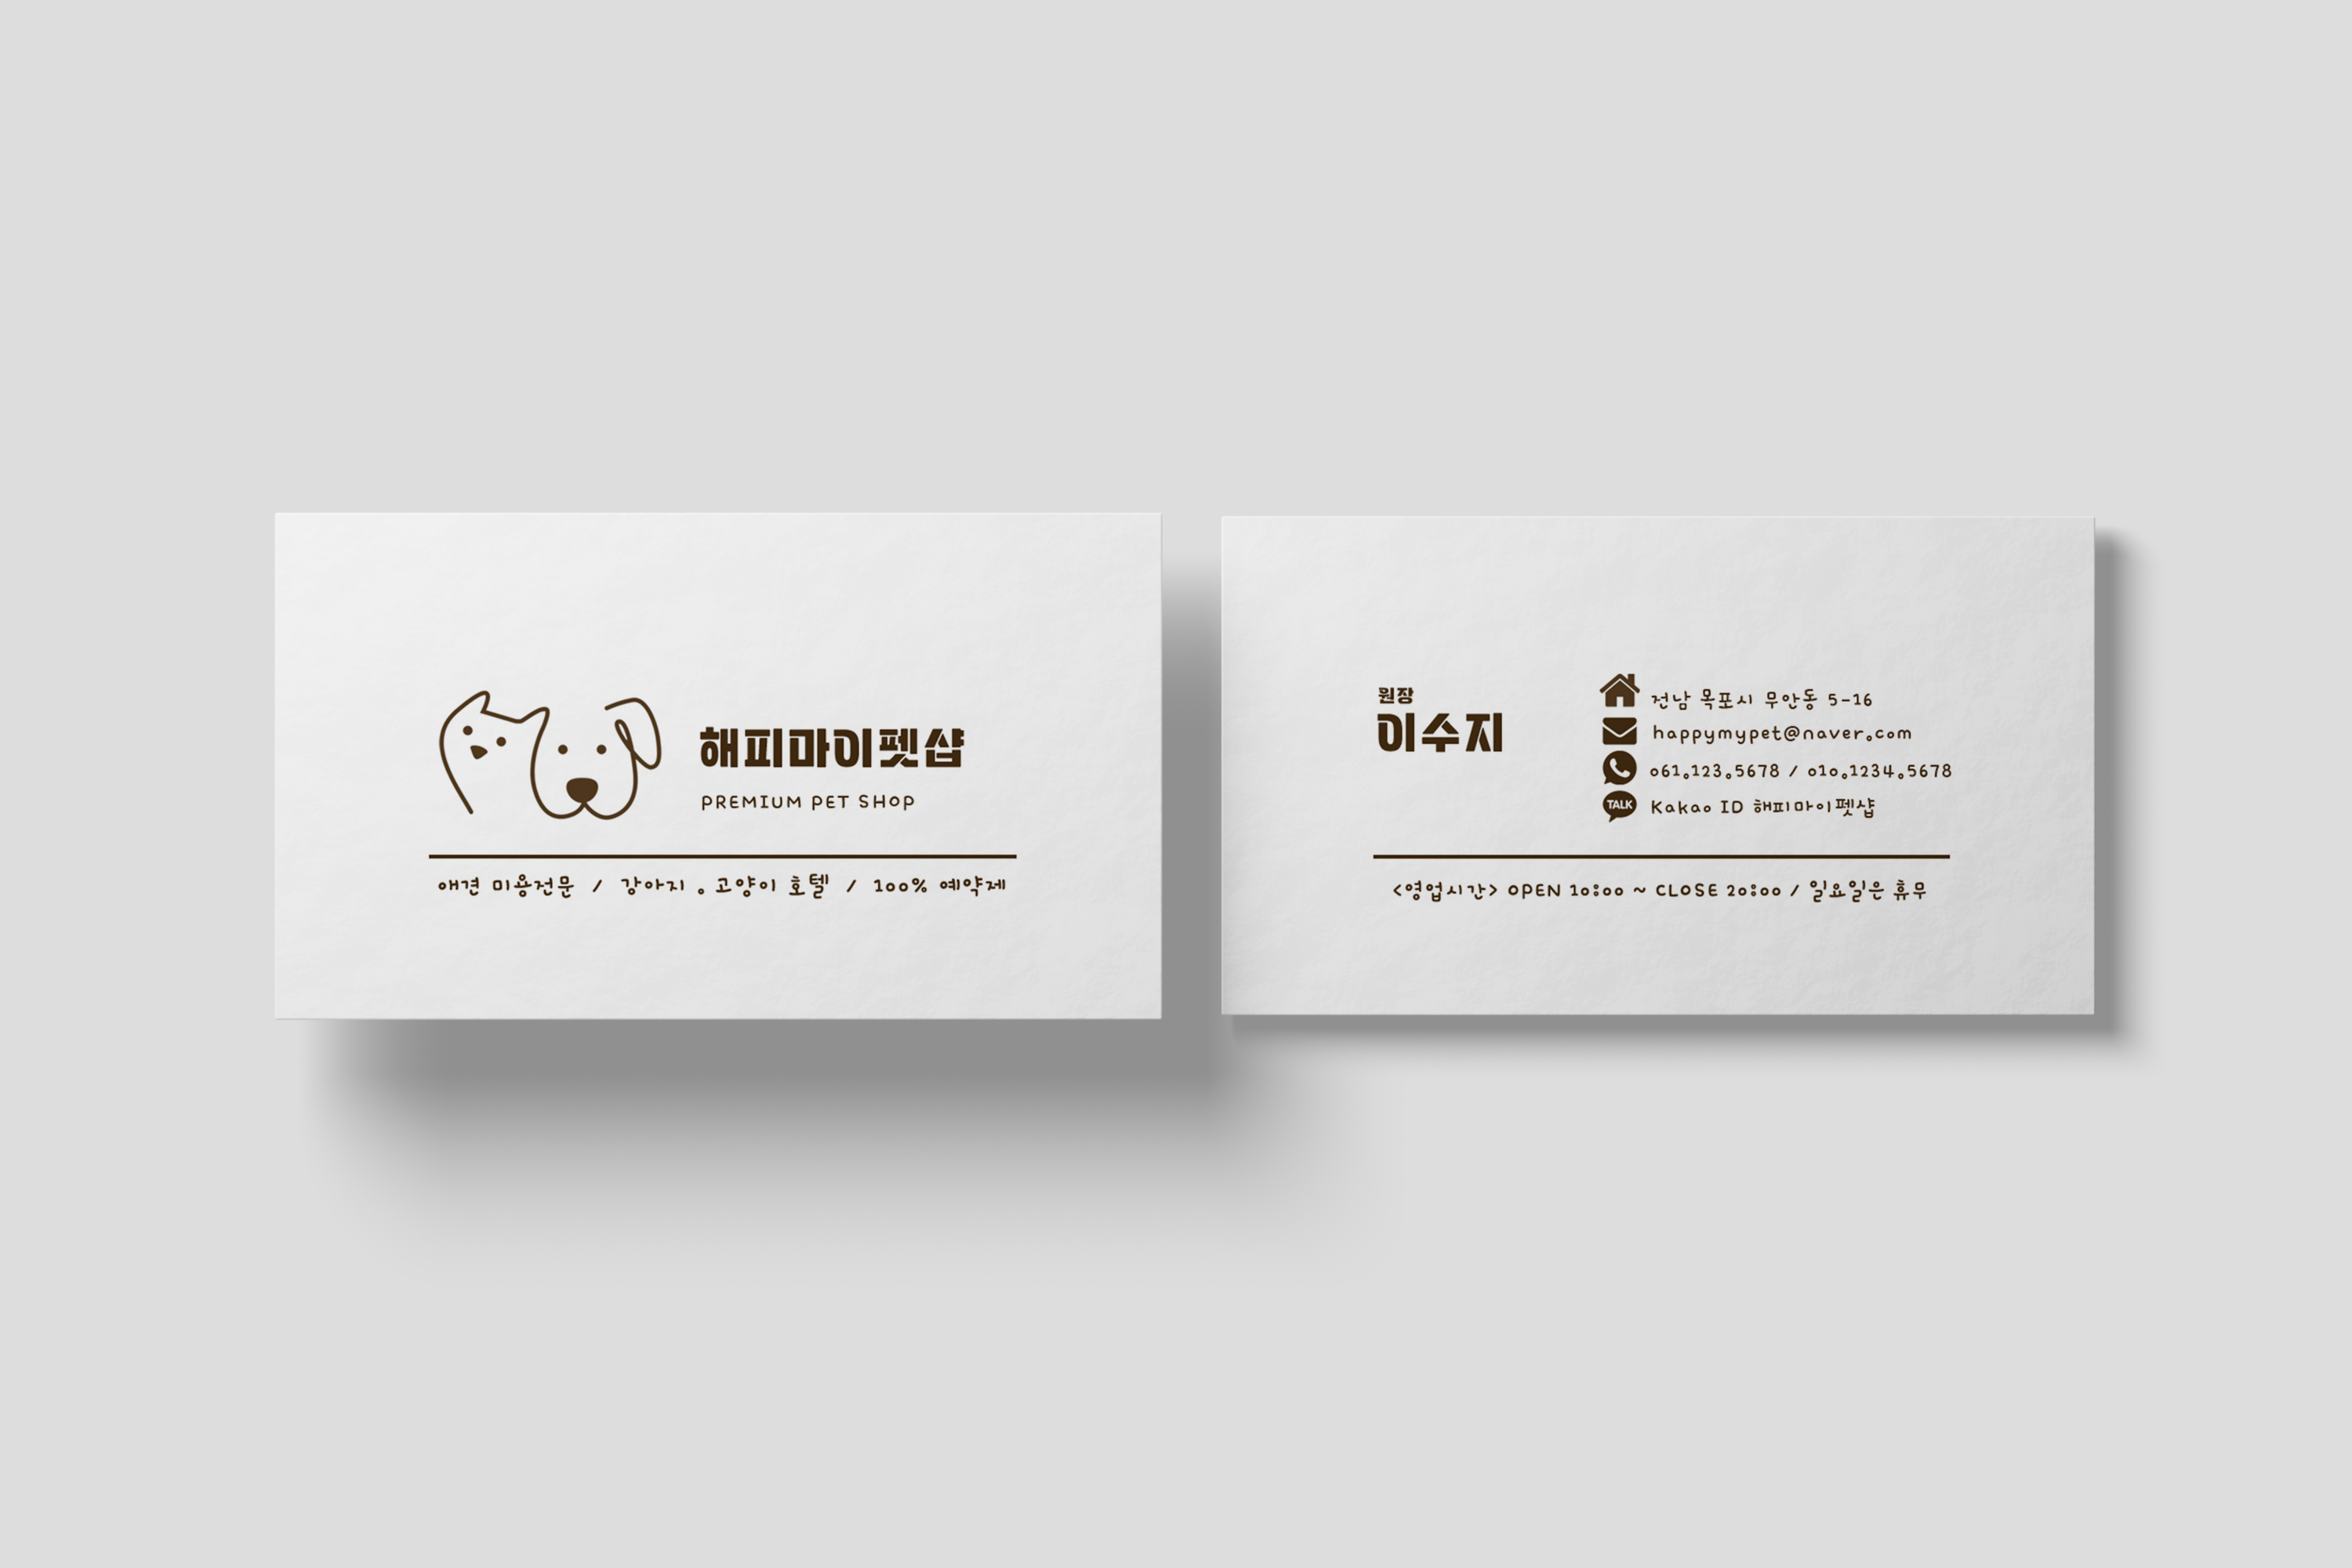 해피마이펫샵
PREMIUM PET SHOP
애견 미용전문 / 강아지 . 고양이 호텔 / 100% 예약제
원장
이수지
전남 목포시 무안동 5-16
happymypet@naver.com
061.123.5678 / 010.1234.5678
TALK Kakao ID 해피마이펫샵
<영업시간> OPEN 10:00 ~ CLOSE 20:00 / 일요일은 휴무